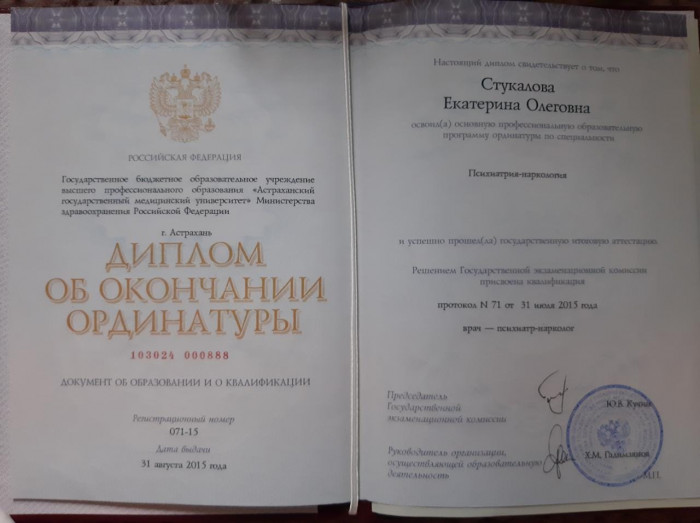 РОССИЙСКАЯ ФЕДЕРАЦИЯ
Государственное бюджетное образовательное учреждение
высшего профессионального образования «Астраханский
государственный медицинский университет» Министерства
здравоохранения Российской Федерации
г. Астрахань
ДИПЛОМ
ОБ ОКОНЧАНИИ
ОРДИНАТУРЫ
103024 000888
ДОКУМЕНТ ОБ ОБРАЗОВАНИИ И О КВАЛИФИКАЦИИ
Регистрационный номер
071-15
Дата выдачи
31 августа 2015 года
Настоящий диплом свидетельствует о том, что
Стукалова
Екатерина Олеговна
освоил(а) основную профессиональную образовательную
программу ординатуры по специальности
Психиатрия-наркология
и успешно прошел(ла) государственную итоговую аттестацию
Решением Государственной экзаменационной комиссии
присвоена квалификация
протокол N 71 от 31 июля 2015 года
врач — психиатр-нарколог
Председатель
Государственной
экзаменационной комиссии
Ю.В.
Руководитель организации,
осуществляющей образовательную
деятельность
Х.М.
М.П.